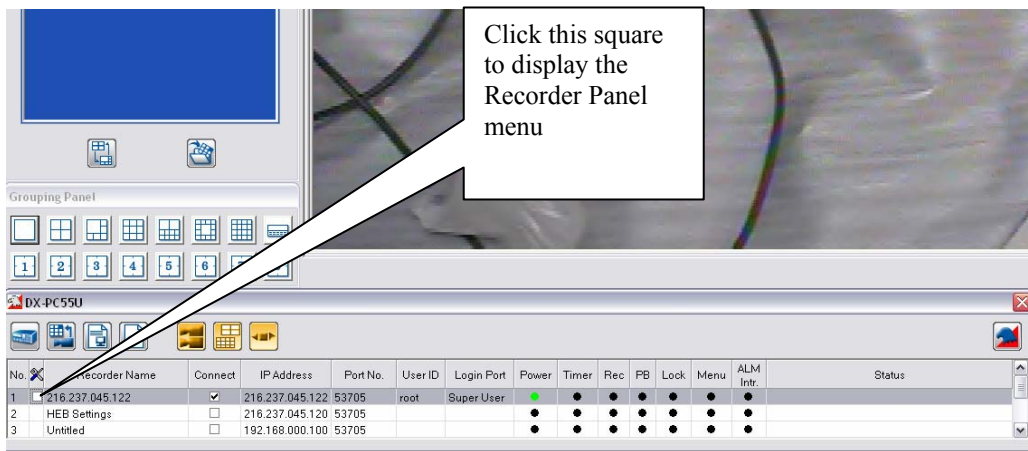 Click this square
to display the
Recorder Panel
menu
Grouping Panel
1 2 3 4 5 6
DX-PC55U
No. Recorder Name Connect IP Address Port No. User ID Login Port Power Timer Rec PB Lock Menu ALM Intr. Status
1 216.237.045.122 216.237.045.122 53705 root Super User
2 HEB Settings 216.237.045.120 53705
3 Untitled 192.168.000.100 53705